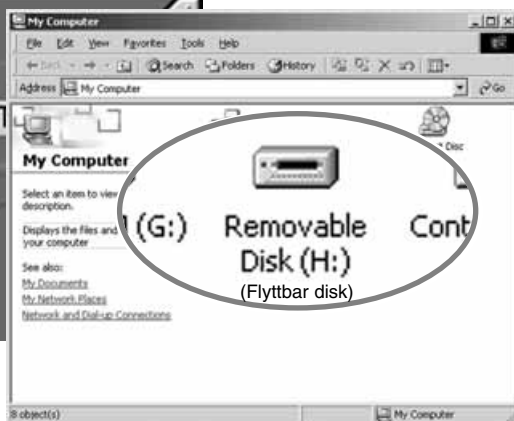 My Computer
File Edit View Favorites Tools Help
Search Folders History
Address My Computer Go
My Computer
Select an item to view
description.
Displays the files and
your computer
See also:
My Documents
My Network Places
Network and Dial-up Connections
Disc
(G:)
Removable
Disk (H:)
(Flyttbar disk)
Cont
8 object(s)
My Computer